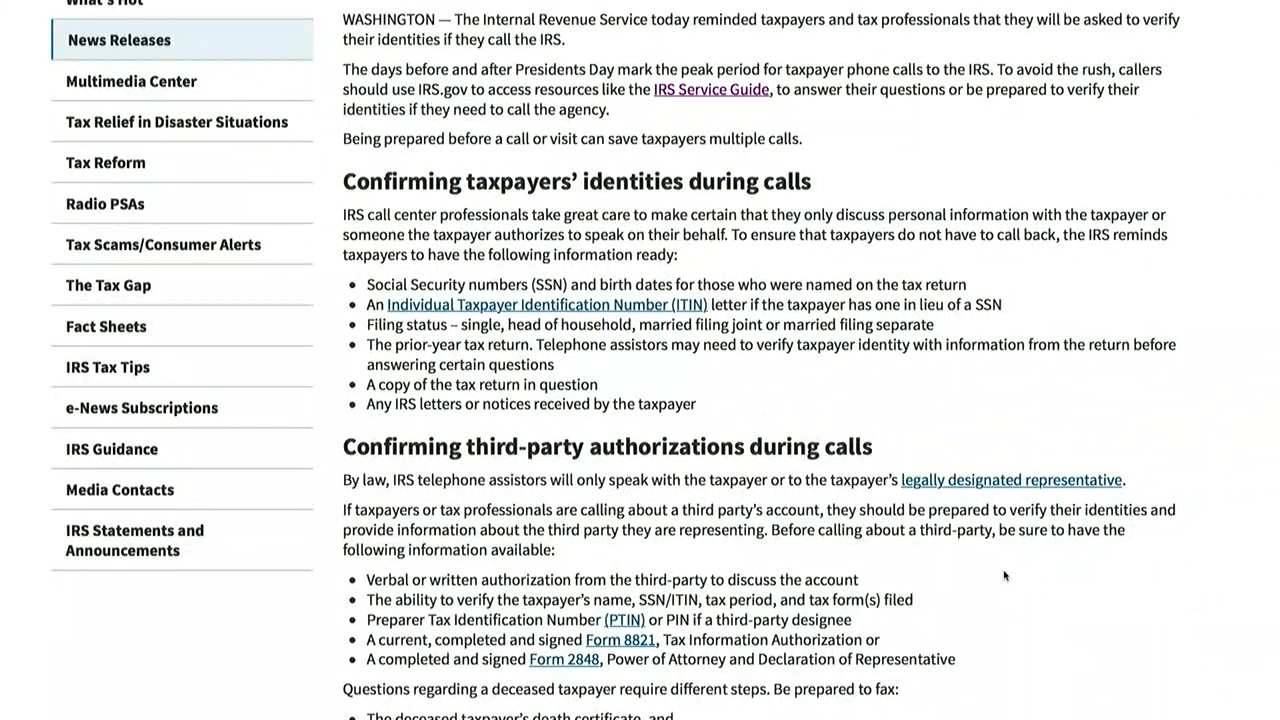 What's Hot
News Releases
Multimedia Center
Tax Relief in Disaster Situations
Tax Reform
Radio PSAs
Tax Scams/Consumer Alerts
The Tax Gap
Fact Sheets
IRS Tax Tips
e-News Subscriptions
IRS Guidance
Media Contacts
IRS Statements and
Announcements
WASHINGTON — The Internal Revenue Service today reminded taxpayers and tax professionals that they will be asked to verify
their identities if they call the IRS.
The days before and after Presidents Day mark the peak period for taxpayer phone calls to the IRS. To avoid the rush, callers
should use IRS.gov to access resources like the IRS Service Guide, to answer their questions or be prepared to verify their
identities if they need to call the agency.
Being prepared before a call or visit can save taxpayers multiple calls.
Confirming taxpayers’ identities during calls
IRS call center professionals take great care to make certain that they only discuss personal information with the taxpayer or
someone the taxpayer authorizes to speak on their behalf. To ensure that taxpayers do not have to call back, the IRS reminds
taxpayers to have the following information ready:
• Social Security numbers (SSN) and birth dates for those who were named on the tax return
• An Individual Taxpayer Identification Number (ITIN) letter if the taxpayer has one in lieu of a SSN
• Filing status – single, head of household, married filing joint or married filing separate
• The prior-year tax return. Telephone assistors may need to verify taxpayer identity with information from the return before
answering certain questions
• A copy of the tax return in question
• Any IRS letters or notices received by the taxpayer
Confirming third-party authorizations during calls
By law, IRS telephone assistors will only speak with the taxpayer or to the taxpayer’s legally designated representative.
If taxpayers or tax professionals are calling about a third party’s account, they should be prepared to verify their identities and
provide information about the third party they are representing. Before calling about a third-party, be sure to have the
following information available:
• Verbal or written authorization from the third-party to discuss the account
• The ability to verify the taxpayer’s name, SSN/ITIN, tax period, and tax form(s) filed
• Preparer Tax Identification Number (PTIN) or PIN if a third-party designee
• A current, completed and signed Form 8821, Tax Information Authorization or
• A completed and signed Form 2848, Power of Attorney and Declaration of Representative
Questions regarding a deceased taxpayer require different steps. Be prepared to fax:
• The deceased taxpayer’s death certificate, and